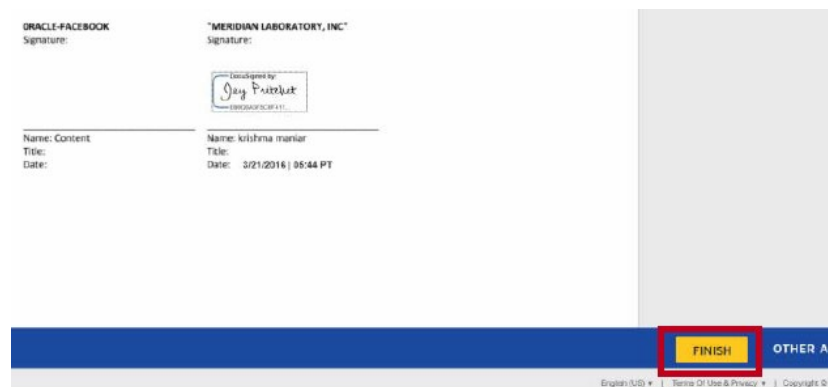 ORACLE-FACEBOOK
Signature:
"MERIDIAN LABORATORY, INC"
Signature:
DocuSigned by:
Jay Pritchet
Name: Content
Title:
Date:
Name: krishma maniar
Title:
Date: 3/21/2016 | 05:44 PT
FINISH
OTHER A
English (US) ▾ | Terms Of Use & Privacy ▾ | Copyright ©